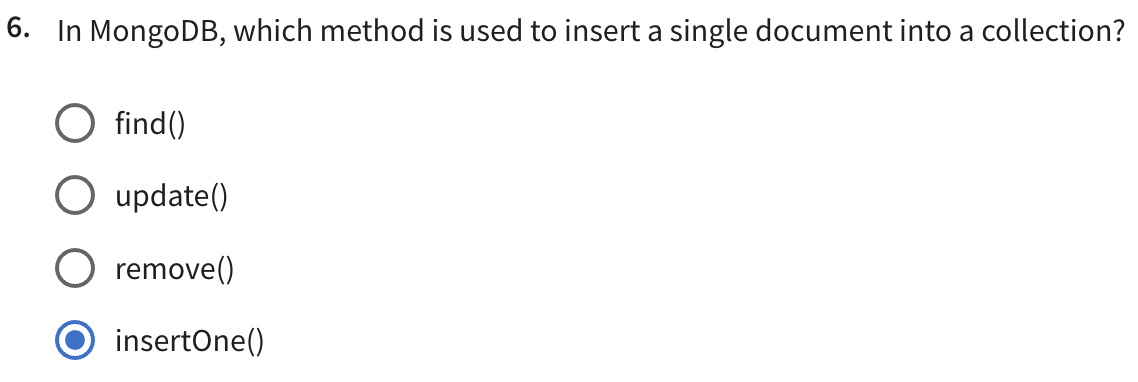 6. In MongoDB, which method is used to insert a single document into a collection?
find()
update()
remove()
insertOne()